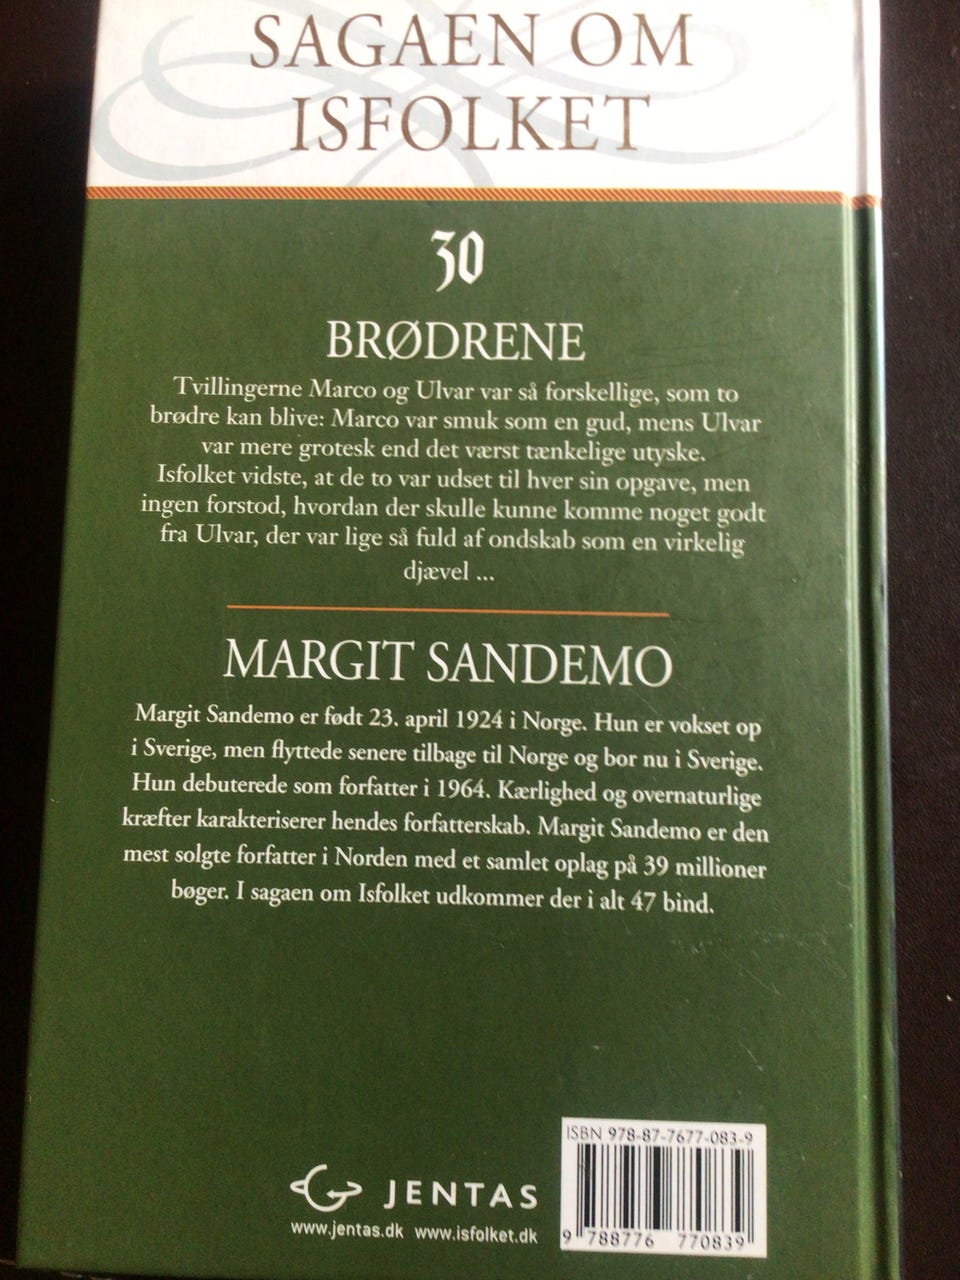 SAGAEN OM
ISFOLKET
30
BRØDRENE
Tvillingerne Marco og Ulvar var så forskellige, som to
brødre kan blive: Marco var smuk som en gud, mens Ulvar
var mere grotesk end det værst tænkelige utyske.
Isfolket vidste, at de to var udset til hver sin opgave, men
ingen forstod, hvordan der skulle kunne komme noget godt
fra Ulvar, der var lige så fuld af ondskab som en virkelig
djævel ...
MARGIT SANDEMO
Margit Sandemo er født 23. april 1924 i Norge. Hun er vokset op
i Sverige, men flyttede senere tilbage til Norge og bor nu i Sverige.
Hun debuterede som forfatter i 1964. Kærlighed og overnaturlige
kræfter karakteriserer hendes forfatterskab. Margit Sandemo er den
mest solgte forfatter i Norden med et samlet oplag på 39 millioner
bøger. I sagaen om Isfolket udkommer der i alt 47 bind.
ISBN 978-87-7677-083-9
JENTAS
www.jentas.dk www.isfolket.dk
9 788776 770839